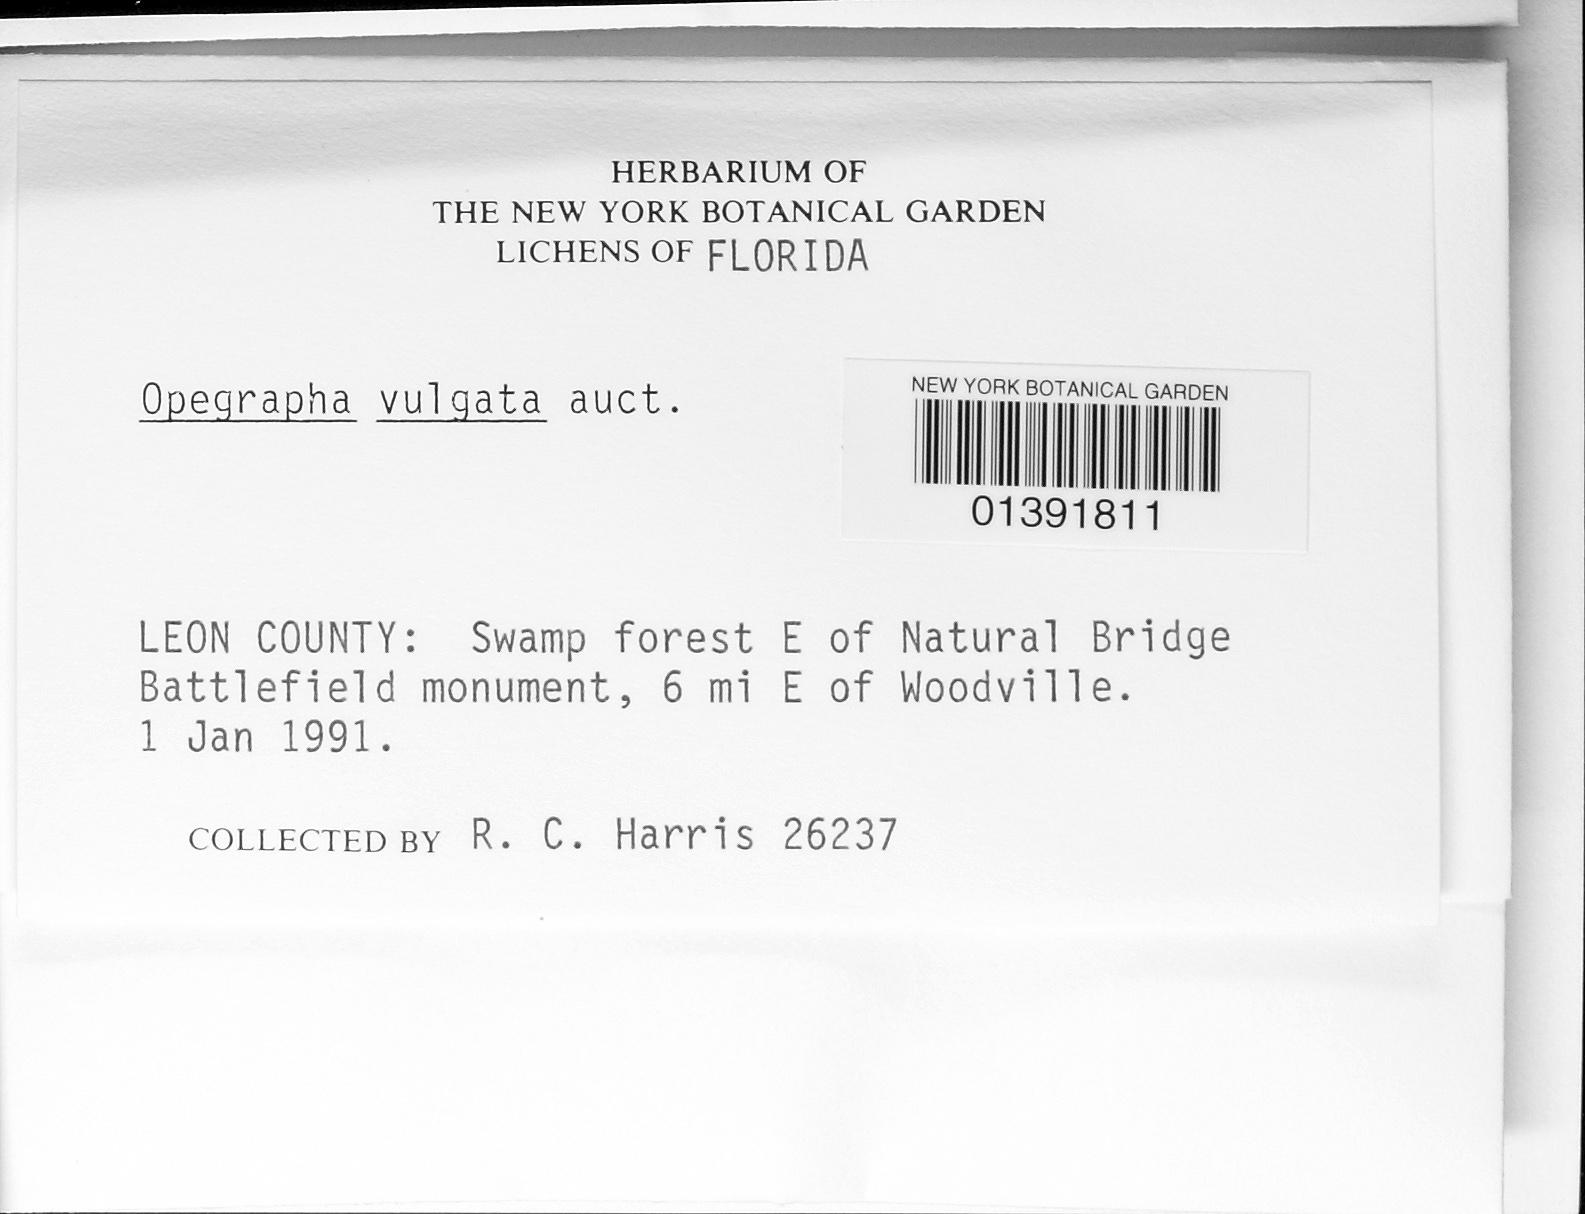 HERBARIUM OF
THE NEW YORK BOTANICAL GARDEN
LICHENS OF FLORIDA
Opegrapha vulgata auct.
NEW YORK BOTANICAL GARDEN
01391811
LEON COUNTY: Swamp forest E of Natural Bridge
Battlefield monument, 6 mi E of Woodville.
1 Jan 1991.
COLLECTED BY R. C. Harris 26237